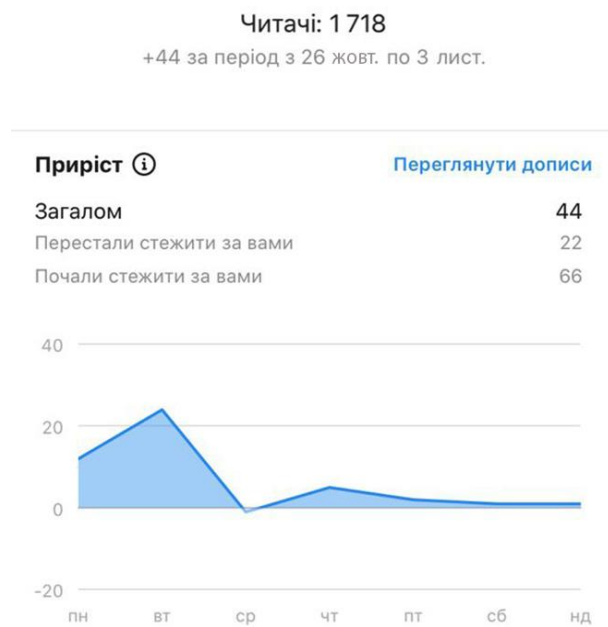 Читачі: 1 718
+44 за період з 26 жовт. по 3 лист.
Приріст Переглянути дописи
Загалом 44
Перестали стежити за вами 22
Почали стежити за вами 66
40
20
0
-20
пн вт ср чт пт сб нд